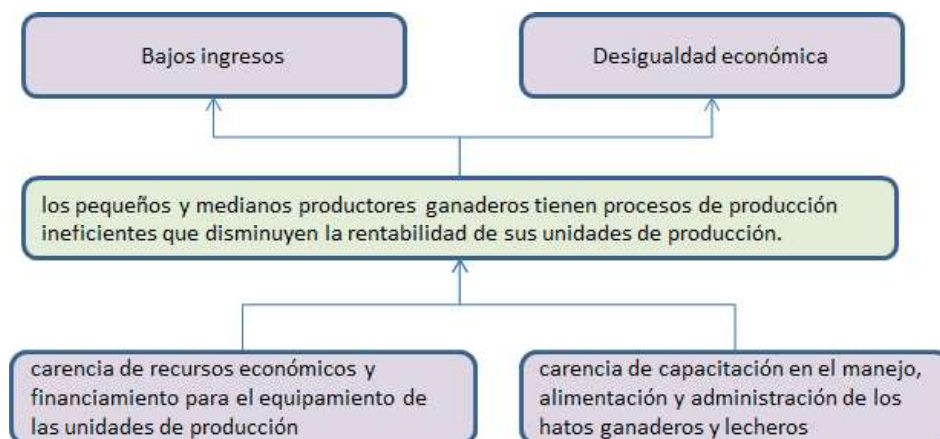 Bajos ingresos
Desigualdad económica
los pequeños y medianos productores ganaderos tienen procesos de producción
ineficientes que disminuyen la rentabilidad de sus unidades de producción.
carencia de recursos económicos y
financiamiento para el equipamiento de
las unidades de producción
carencia de capacitación en el manejo,
alimentación y administración de los
hatos ganaderos y lecheros